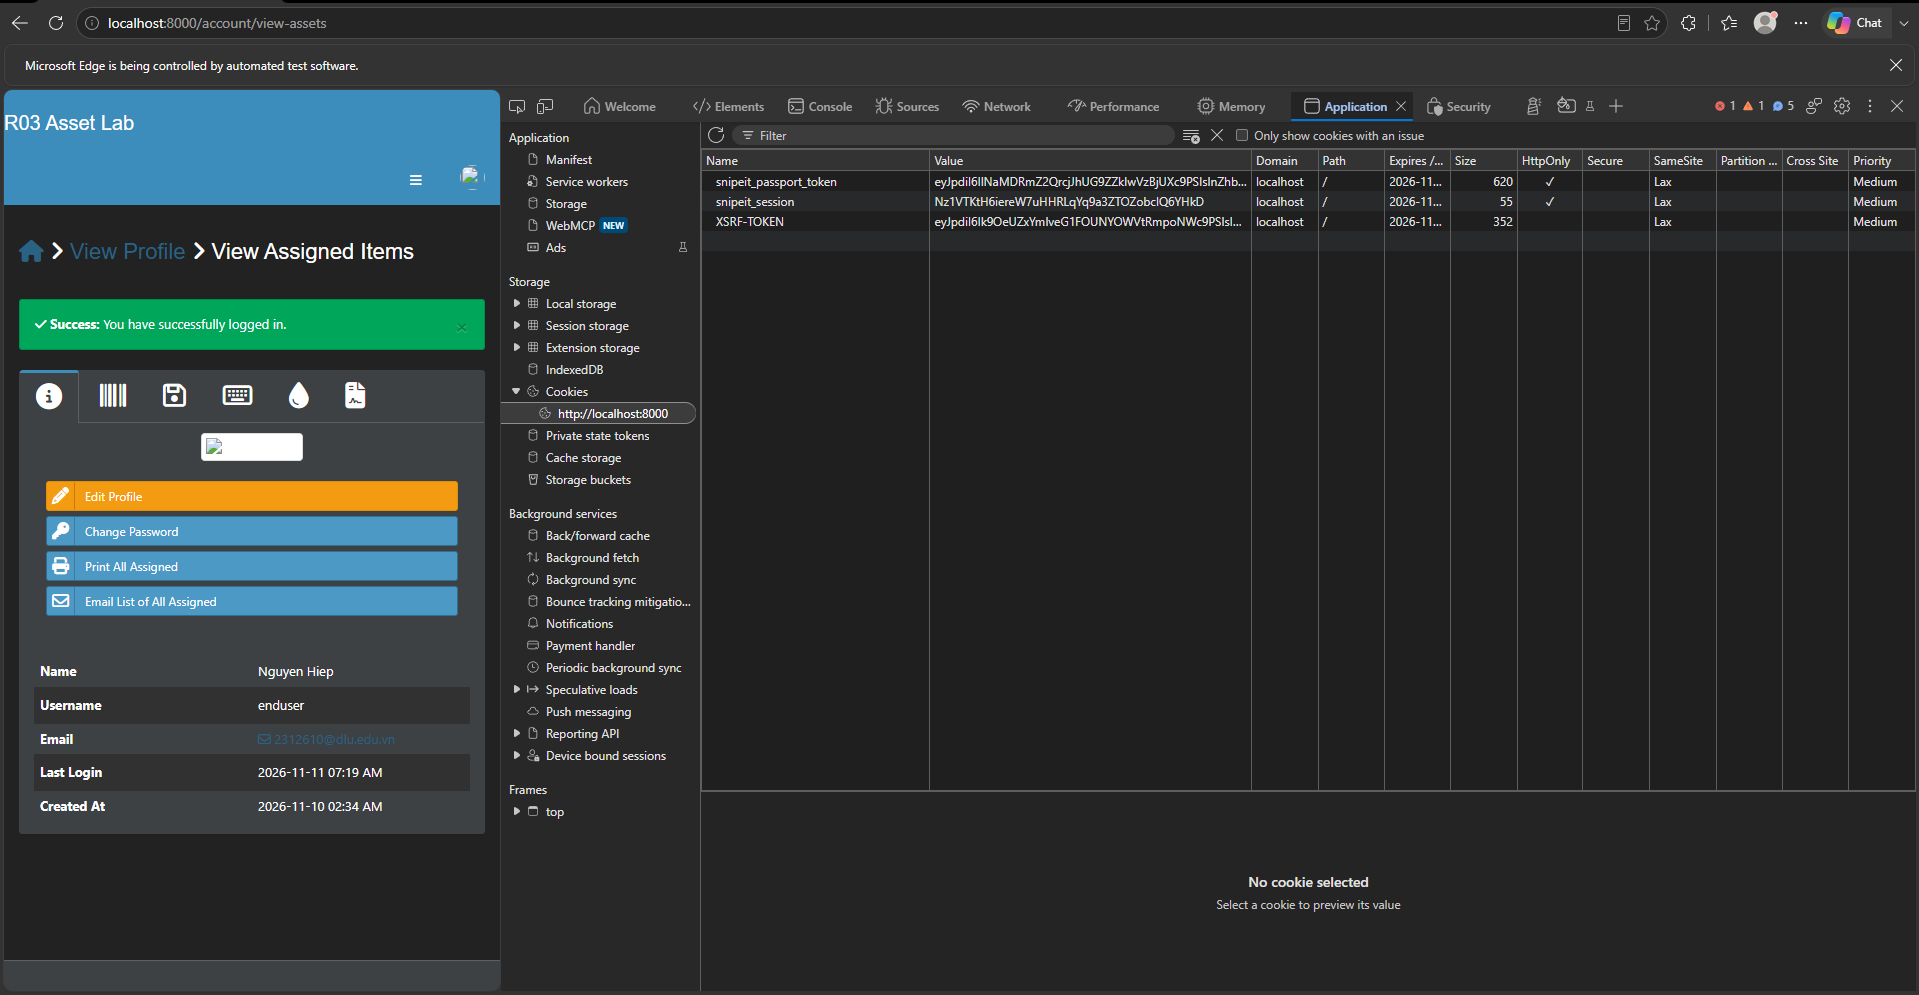 localhost:8000/account/view-assets
Chat
Microsoft Edge is being controlled by automated test software.
R03 Asset Lab
View Profile View Assigned Items
Success: You have successfully logged in.
×
Edit Profile
Change Password
Print All Assigned
Email List of All Assigned
Name Nguyen Hiep
Username enduser
Email 2312610@dlu.edu.vn
Last Login 2026-11-11 07:19 AM
Created At 2026-11-10 02:34 AM
Welcome Elements Console Sources Network Performance Memory Application Security 1 1 5
Application
Manifest
Service workers
Storage
WebMCP NEW
Ads
Storage
Local storage
Session storage
Extension storage
IndexedDB
Cookies
http://localhost:8000
Private state tokens
Cache storage
Storage buckets
Background services
Back/forward cache
Background fetch
Background sync
Bounce tracking mitigatio...
Notifications
Payment handler
Periodic background sync
Speculative loads
Push messaging
Reporting API
Device bound sessions
Frames
top
Filter Only show cookies with an issue
Name Value Domain Path Expires /... Size HttpOnly Secure SameSite Partition ... Cross Site Priority
snipeit_passport_token localhost / 2026-11... 620 ✓ Lax Medium
snipeit_session localhost / 2026-11... 55 ✓ Lax Medium
XSRF-TOKEN localhost / 2026-11... 352 Lax Medium
No cookie selected
Select a cookie to preview its value